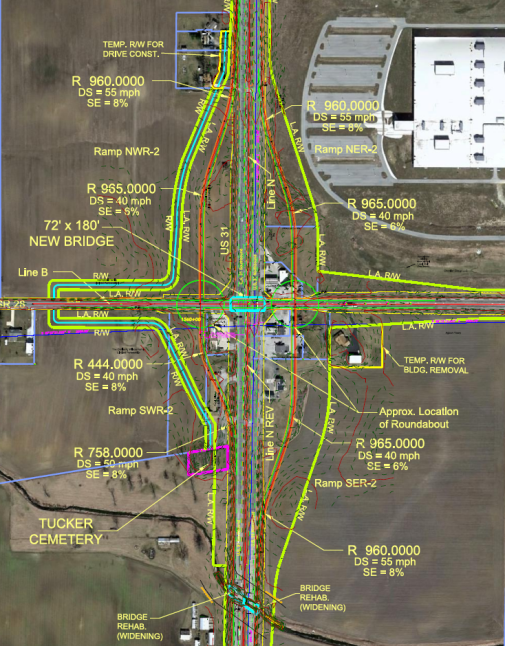 TEMP. R/W FOR
DRIVE CONST.
R 960.0000
DS = 55 mph
SE = 8%
R/W
L.A. R/W
R 960.0000
DS = 55 mph
SE = 8%
L.A. R/W
Ramp NWR-2
Ramp NER-2
Line N
R 965.0000
DS = 40 mph
SE = 6%
L.A. R/W
R 965.0000
DS = 40 mph
SE = 6%
R/W
72' x 180'
NEW BRIDGE
US 31
L.A. R/W
Line B
R/W
L.A. R/W
L.A. R/W
SR 28
L.A. R/W
R/W
L.A. R/W
R 444.0000
DS = 40 mph
SE = 8%
R/W
TEMP. R/W FOR
BLDG. REMOVAL
Ramp SWR-2
Line N REV
L.A. R/W
Approx. Location
of Roundabout
R 758.0000
DS = 50 mph
SE = 8%
R 965.0000
DS = 40 mph
SE = 6%
Ramp SER-2
L.A. R/W
L.A. R/W
TUCKER
CEMETERY
R 960.0000
DS = 55 mph
SE = 8%
BRIDGE
REHAB.
(WIDENING)
BRIDGE
REHAB.
(WIDENING)